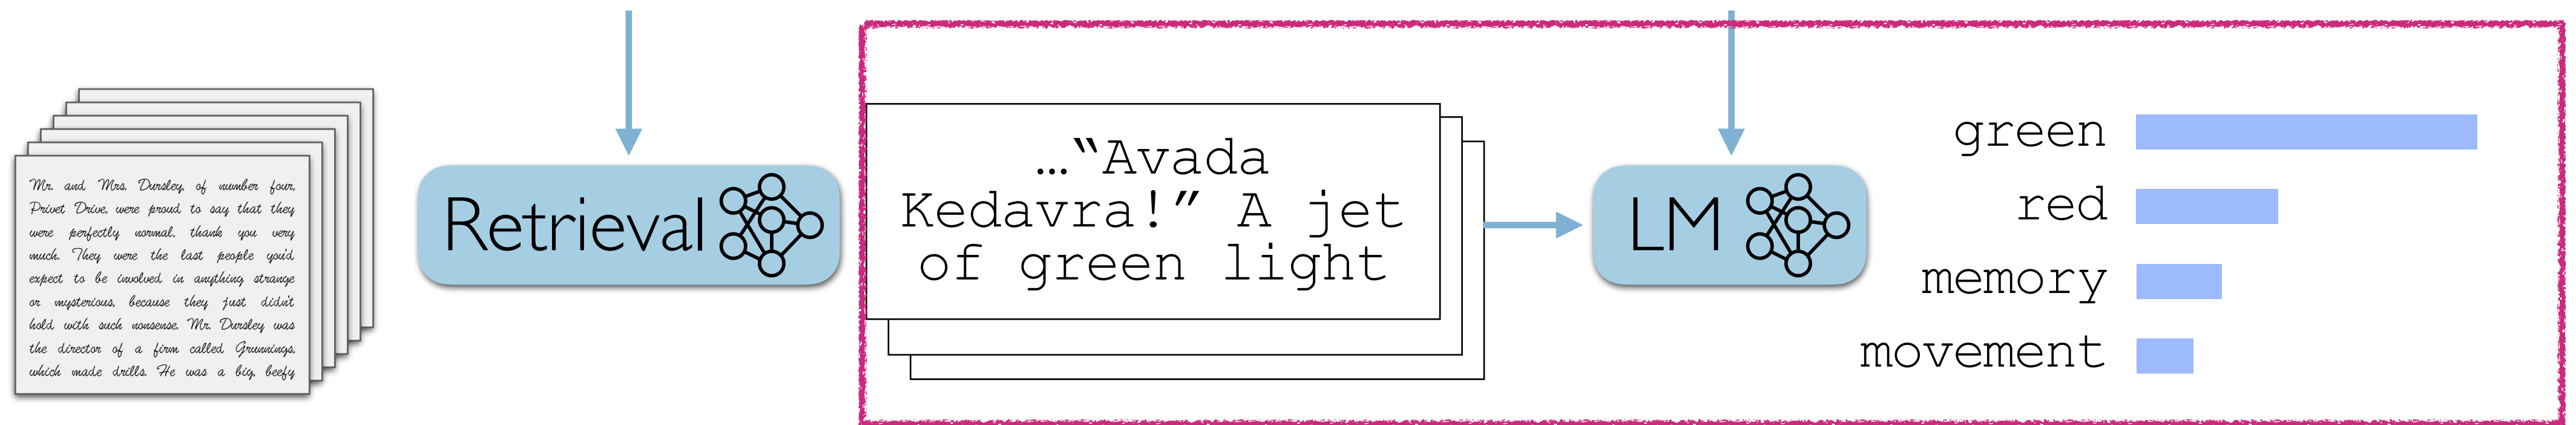 Mr. and Mrs. Dursley, of number four,
Privet Drive, were proud to say that they
were perfectly normal, thank you very
much. They were the last people you'd
expect to be involved in anything strange
or mysterious, because they just didn't
hold with such nonsense. Mr. Dursley was
the director of a firm called Grunnings,
which made drills. He was a big, beefy
Retrieval
…“Avada
Kedavra!” A jet
of green light
LM
green
red
memory
movement